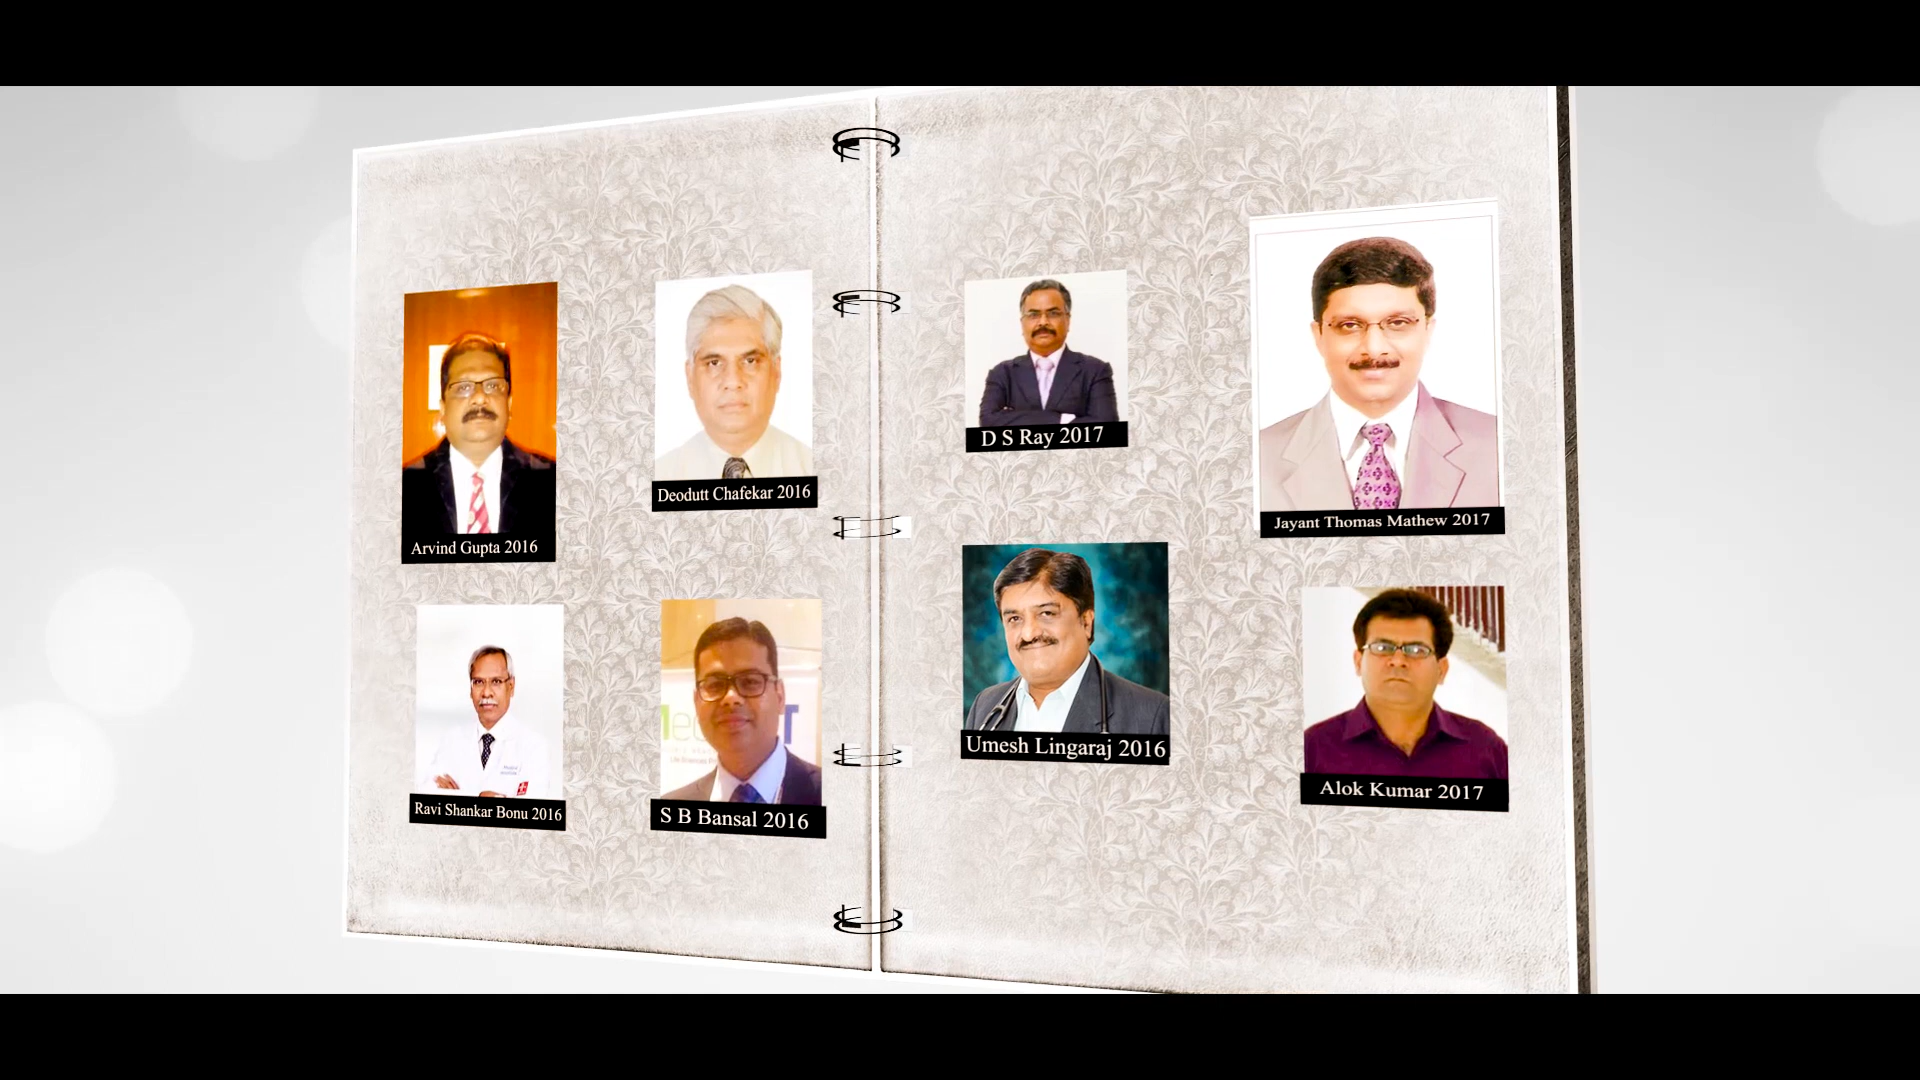 Arvind Gupta 2016
Deodutt Chafekar 2016
Ravi Shankar Bonu 2016
S B Bansal 2016
D S Ray 2017
Jayant Thomas Mathew 2017
Umesh Lingaraj 2016
Alok Kumar 2017